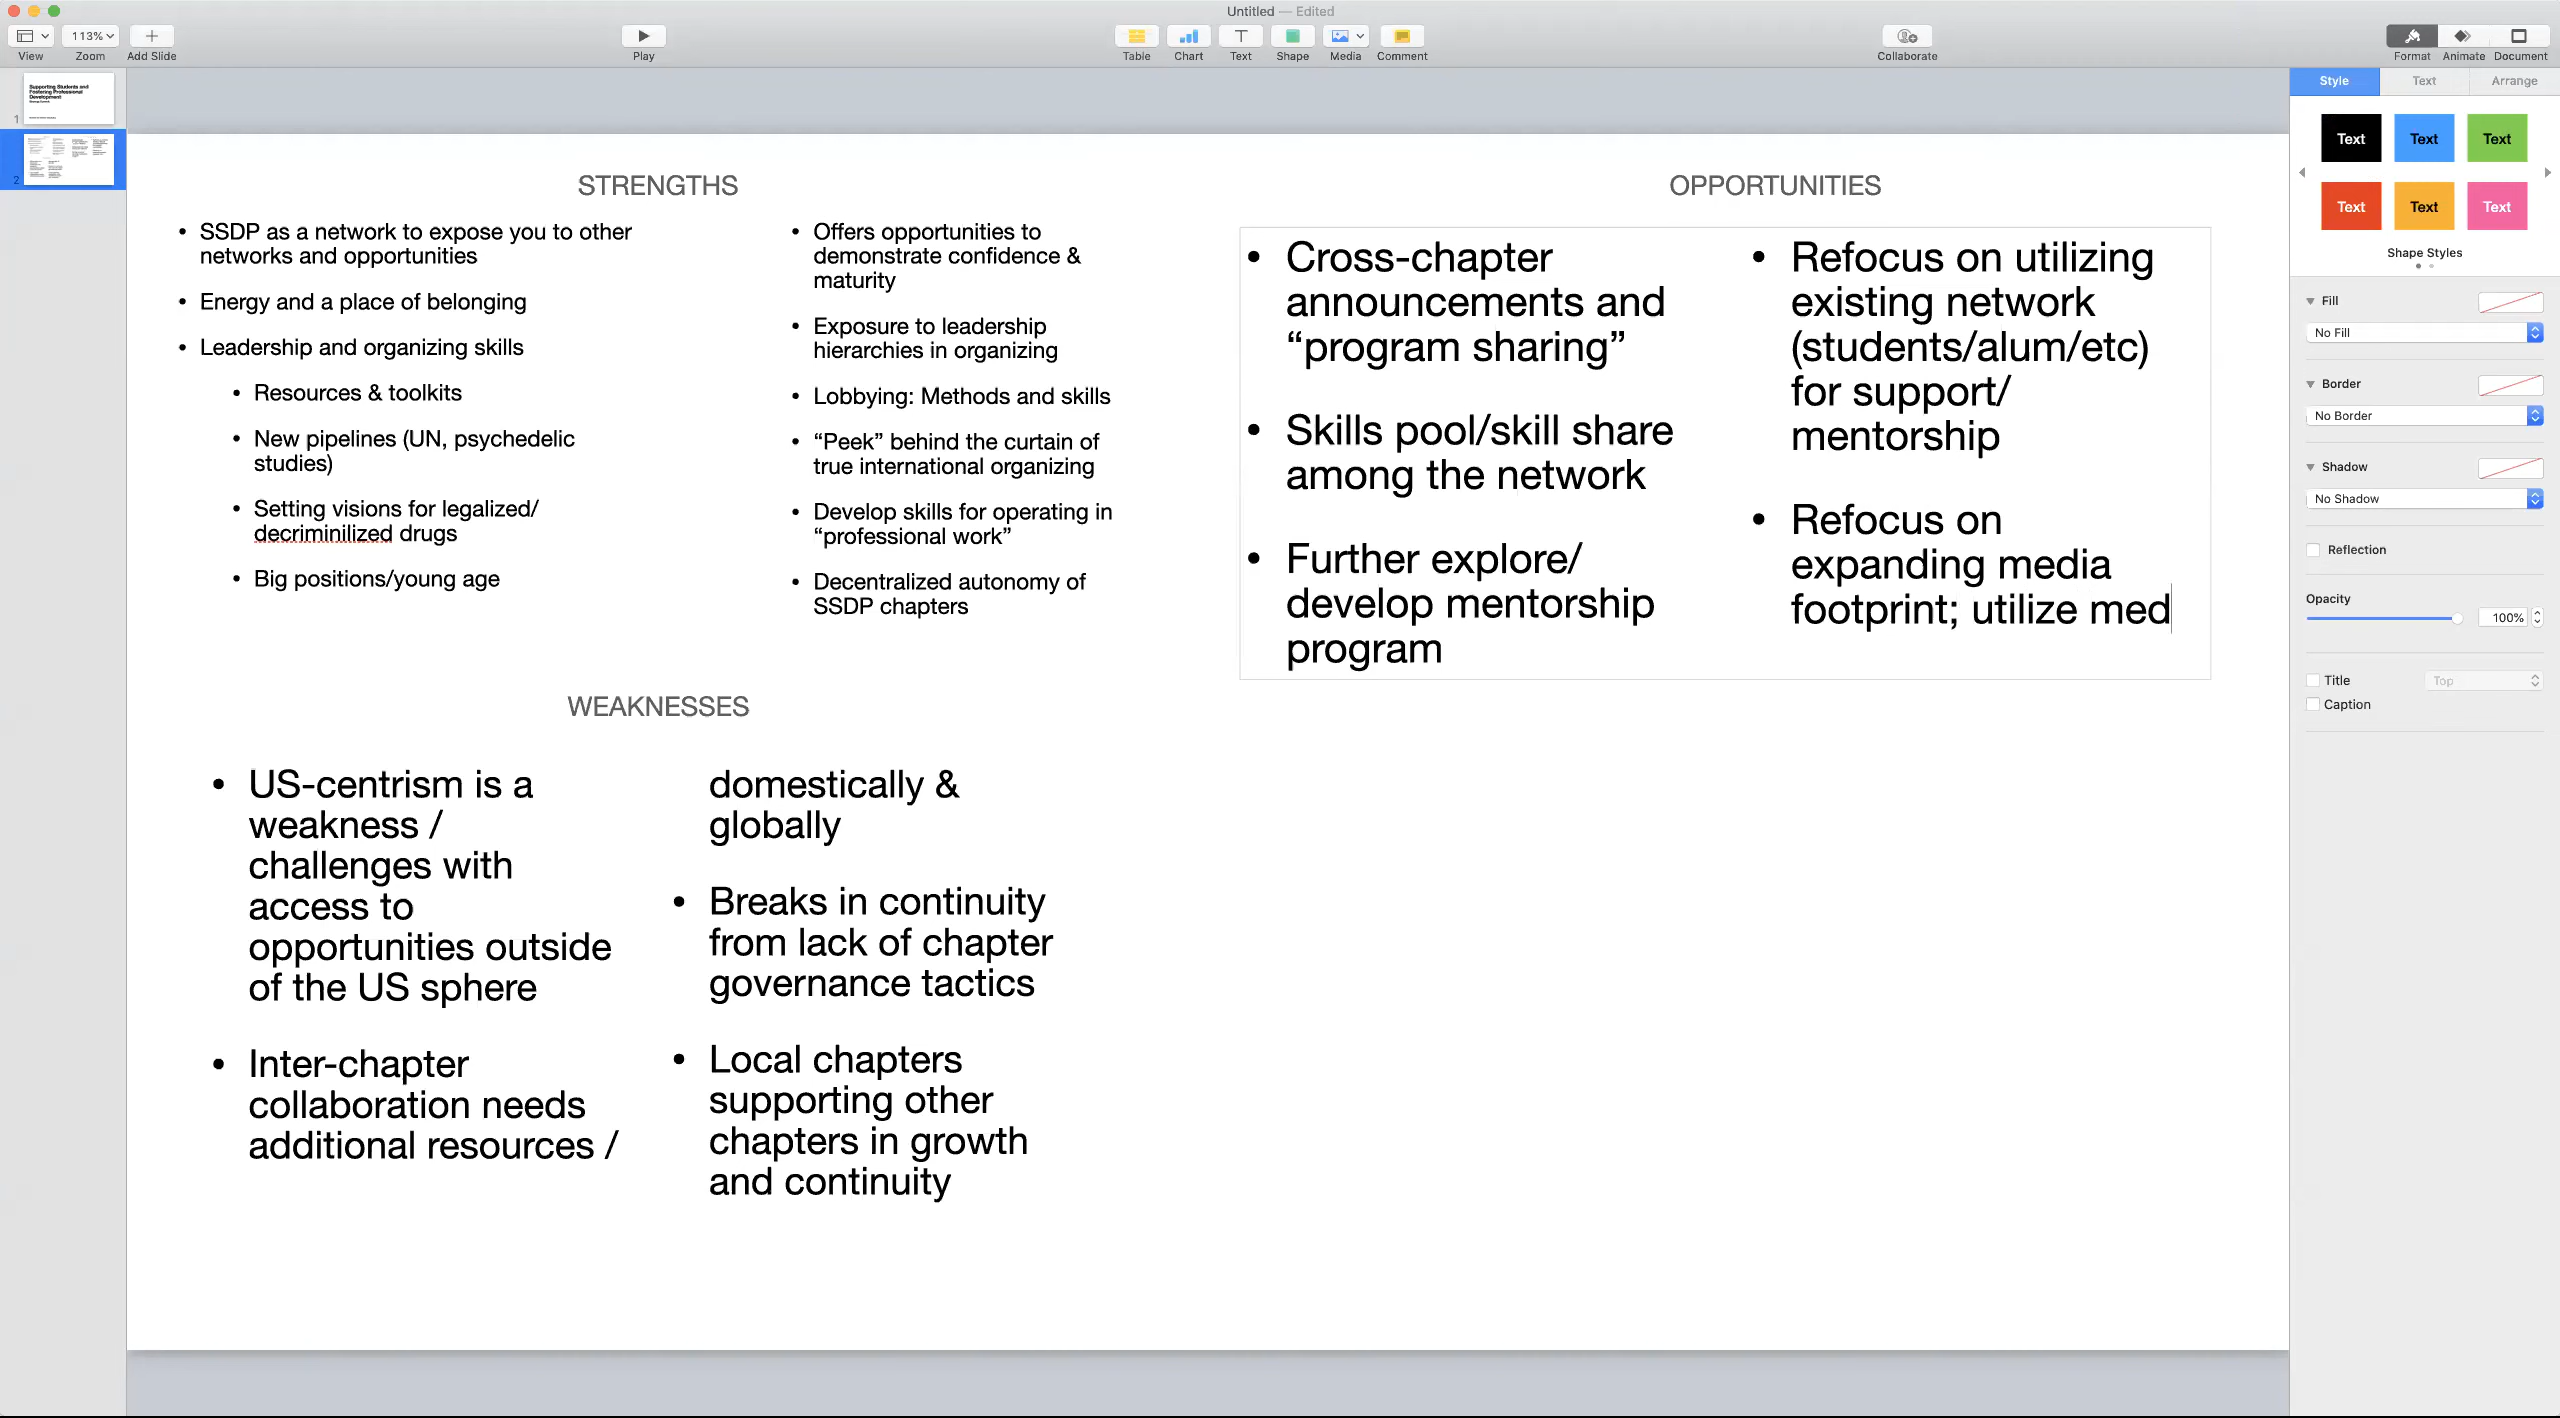 Untitled — Edited
View
113%
Zoom
Add Slide
Play
Table
Chart
Text
Shape
Media
Comment
Collaborate
Format
Animate
Document
1
Supporting Students and
Fostering Professional
Development
2
STRENGTHS
• SSDP as a network to expose you to other
networks and opportunities
• Energy and a place of belonging
• Leadership and organizing skills
• Resources & toolkits
• New pipelines (UN, psychedelic
studies)
• Setting visions for legalized/
decriminilized drugs
• Big positions/young age
• Offers opportunities to
demonstrate confidence &
maturity
• Exposure to leadership
hierarchies in organizing
• Lobbying: Methods and skills
• “Peek” behind the curtain of
true international organizing
• Develop skills for operating in
“professional work”
• Decentralized autonomy of
SSDP chapters
OPPORTUNITIES
• Cross-chapter
announcements and
“program sharing”
• Skills pool/skill share
among the network
• Further explore/
develop mentorship
program
• Refocus on utilizing
existing network
(students/alum/etc)
for support/
mentorship
• Refocus on
expanding media
footprint; utilize med
WEAKNESSES
• US-centrism is a
weakness /
challenges with
access to
opportunities outside
of the US sphere
• Inter-chapter
collaboration needs
additional resources /
domestically &
globally
• Breaks in continuity
from lack of chapter
governance tactics
• Local chapters
supporting other
chapters in growth
and continuity
Style
Text
Arrange
Text
Text
Text
Text
Text
Text
Shape Styles
Fill
No Fill
Border
No Border
Shadow
No Shadow
Reflection
Opacity
100%
Title
Top
Caption